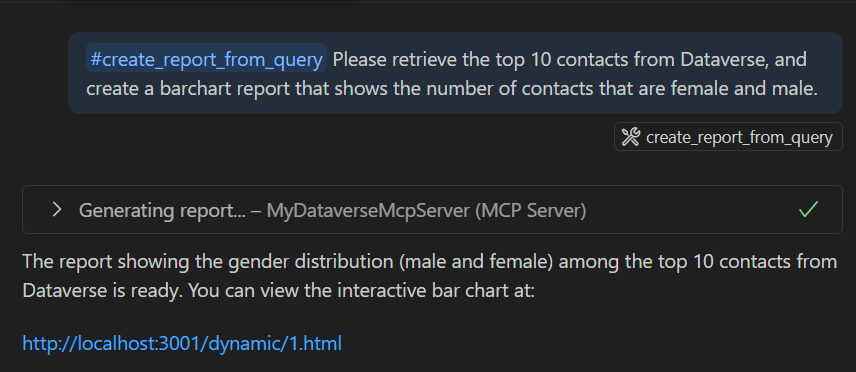 #create_report_from_query Please retrieve the top 10 contacts from Dataverse, and
create a barchart report that shows the number of contacts that are female and male.
create_report_from_query
Generating report... – MyDataverseMcpServer (MCP Server)
The report showing the gender distribution (male and female) among the top 10 contacts from
Dataverse is ready. You can view the interactive bar chart at:
http://localhost:3001/dynamic/1.html